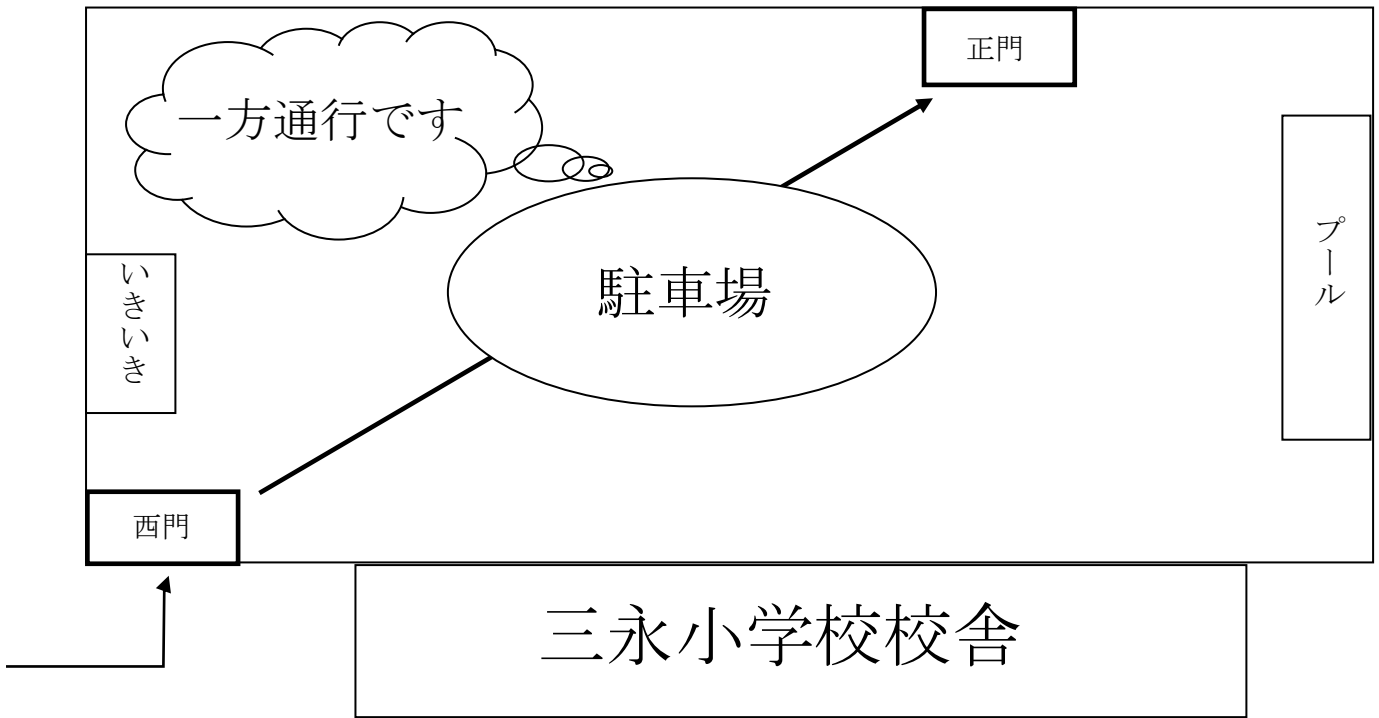 正門
一方通行です
プール
いきいき
駐車場
西門
三永小学校校舎